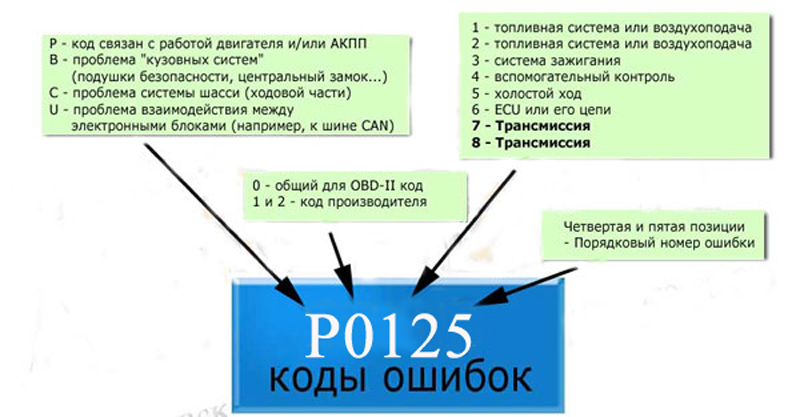 P - код связан с работой двигателя и/или АКПП
B - проблема "кузовных систем"
(подушки безопасности, центральный замок...)
C - проблема системы шасси (ходовой части)
U - проблема взаимодействия между
электронными блоками (например, к шине CAN)
1 - топливная система или воздухоподача
2 - топливная система или воздухоподача
3 - система зажигания
4 - вспомогательный контроль
5 - холостой ход
6 - ECU или его цепи
7 - Трансмиссия
8 - Трансмиссия
0 - общий для OBD-II код
1 и 2 - код производителя
Четвертая и пятая позиции
- Порядковый номер ошибки
P0125
коды ошибок